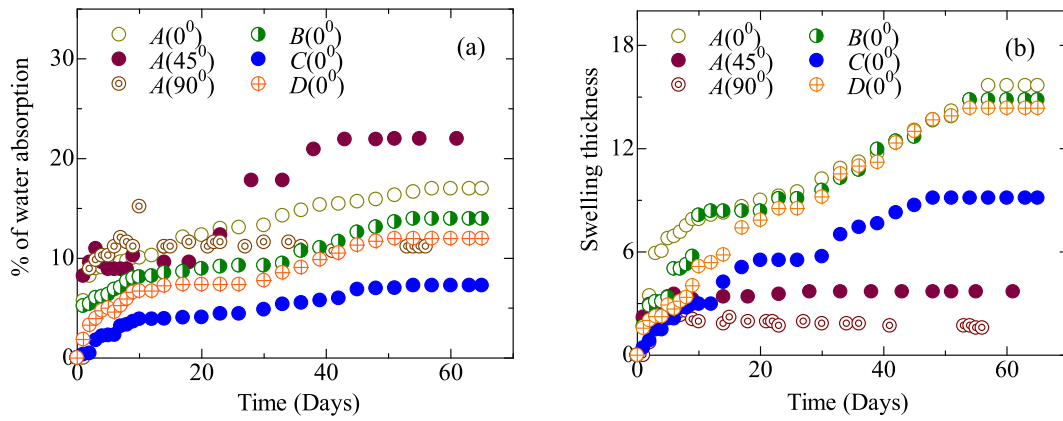 (a)
A(0⁰) B(0⁰)
A(45⁰) C(0⁰)
A(90⁰) D(0⁰)
% of water absorption
30
20
10
0
0 20 40 60
Time (Days)
(b)
A(0⁰) B(0⁰)
A(45⁰) C(0⁰)
A(90⁰) D(0⁰)
Swelling thickness
18
12
6
0
0 20 40 60
Time (Days)